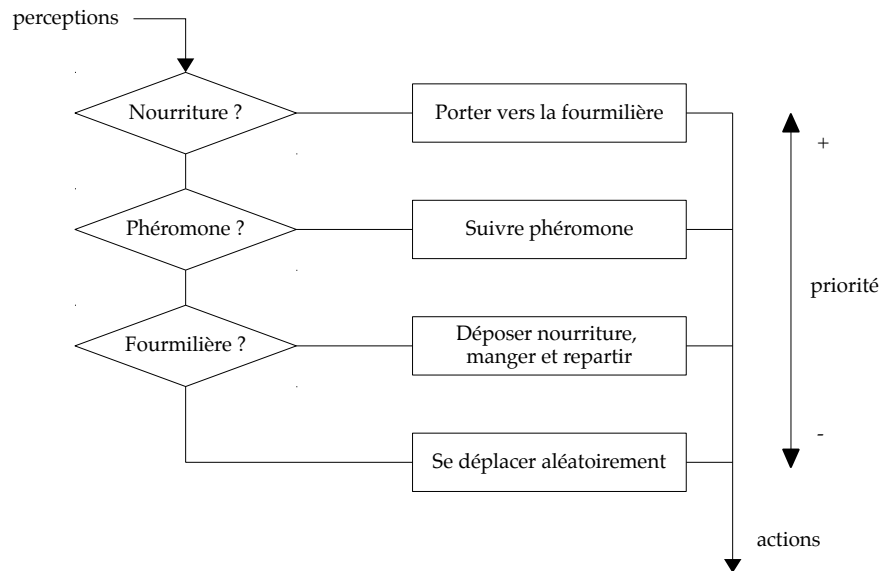 perceptions
Nourriture ?
Porter vers la fourmilière
+
Phéromone ?
Suivre phéromone
priorité
Fourmilière ?
Déposer nourriture,
manger et repartir
-
Se déplacer aléatoirement
actions